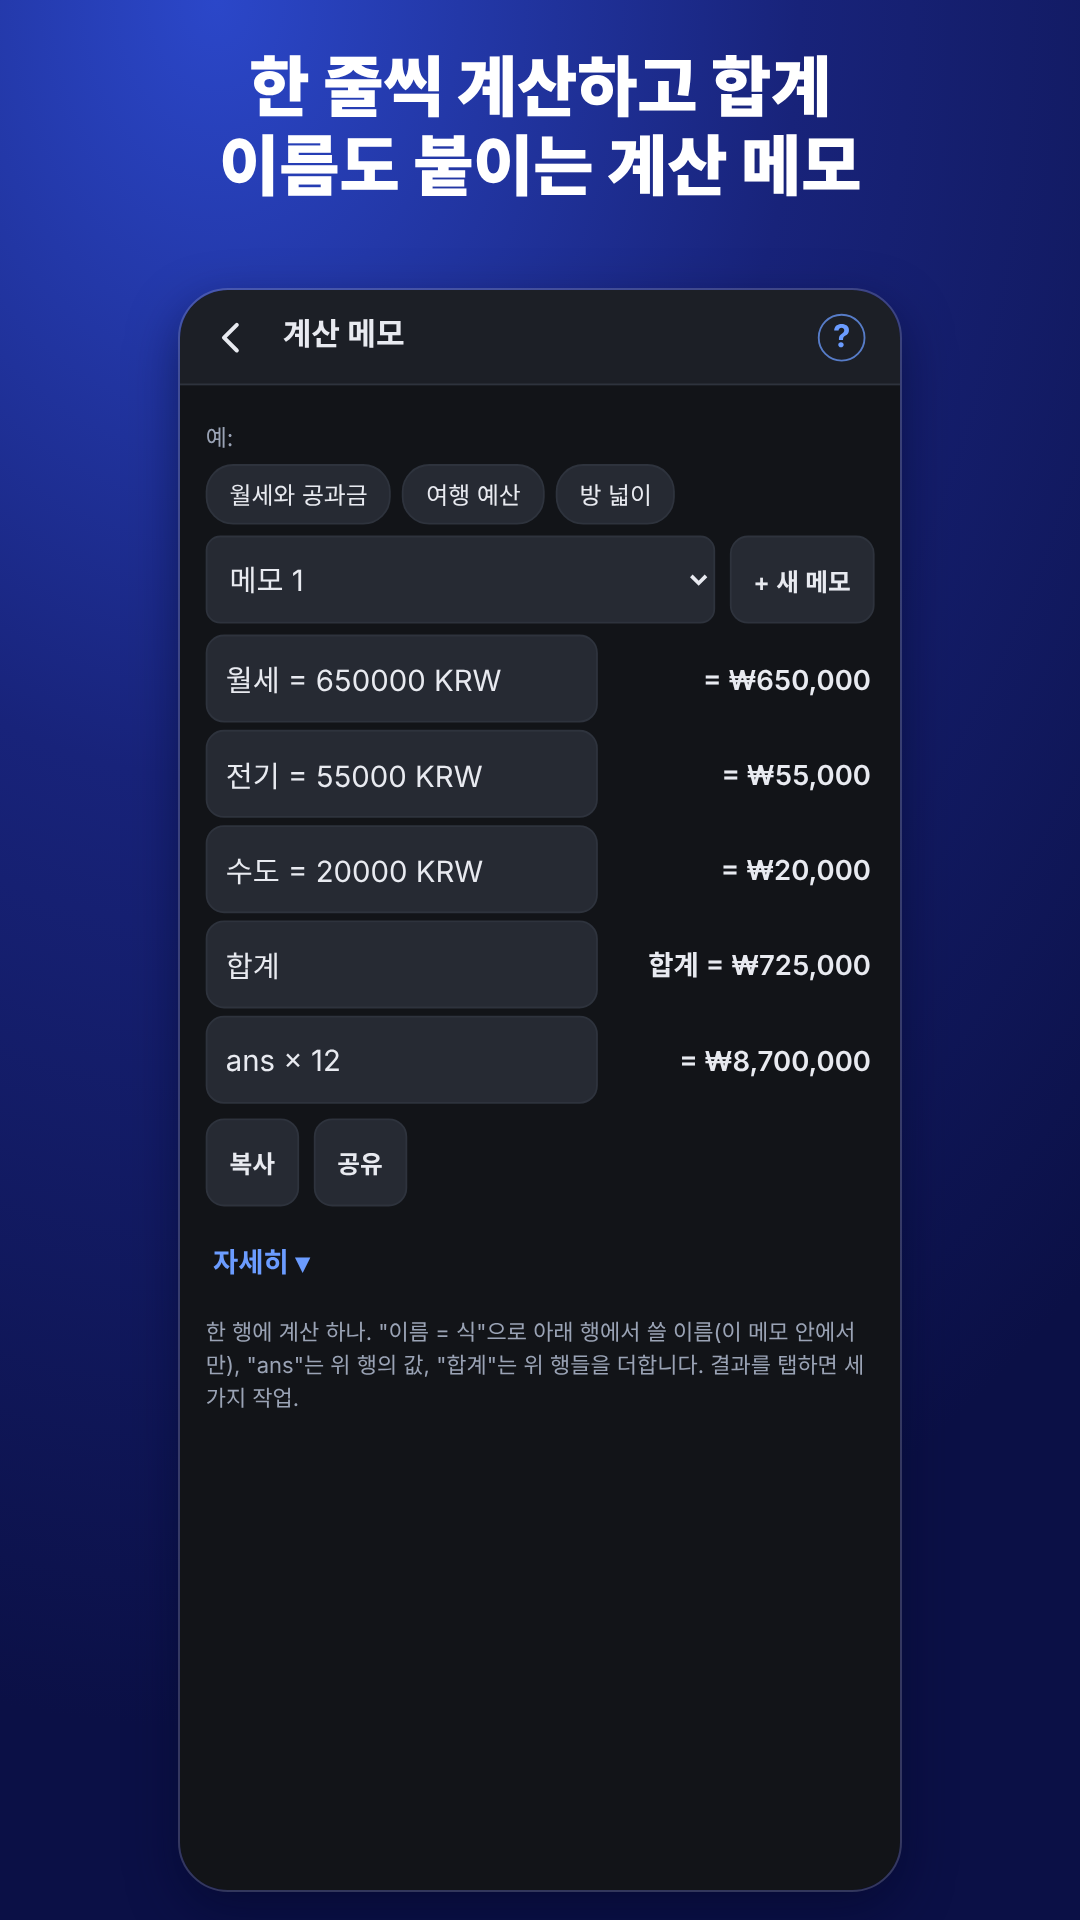 한 줄씩 계산하고 합계
이름도 붙이는 계산 메모
계산 메모 ?
예:
월세와 공과금 여행 예산 방 넓이
메모 1 + 새 메모
월세 = 650000 KRW = ₩650,000
전기 = 55000 KRW = ₩55,000
수도 = 20000 KRW = ₩20,000
합계 합계 = ₩725,000
ans × 12 = ₩8,700,000
복사 공유
자세히 ▾
한 행에 계산 하나. "이름 = 식"으로 아래 행에서 쓸 이름(이 메모 안에서
만), "ans"는 위 행의 값, "합계"는 위 행들을 더합니다. 결과를 탭하면 세
가지 작업.